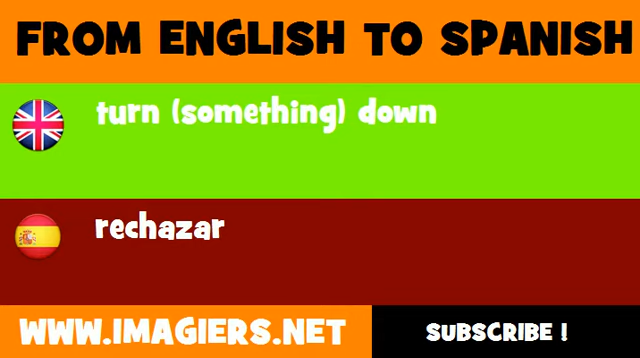 FROM ENGLISH TO SPANISH
turn (something) down
rechazar
WWW.IMAGIERS.NET
SUBSCRIBE !